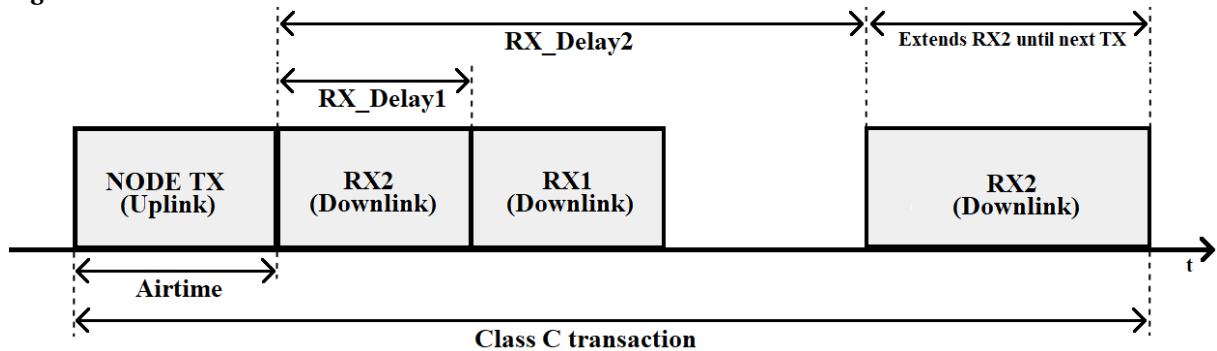 RX_Delay2
Extends RX2 until next TX
RX_Delay1
NODE TX
(Uplink)
RX2
(Downlink)
RX1
(Downlink)
RX2
(Downlink)
t
Airtime
Class C transaction